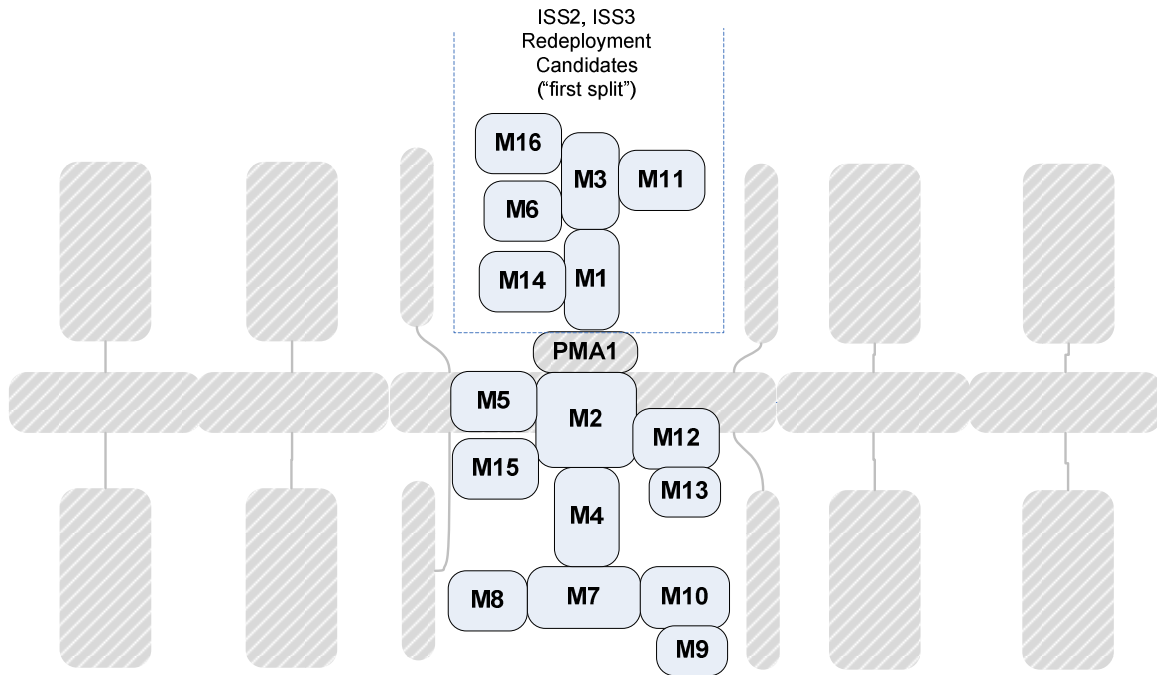 ISS2, ISS3
Redeployment
Candidates
(“first split”)
M16
M3
M11
M6
M14
M1
PMA1
M5
M2
M12
M15
M13
M4
M8
M7
M10
M9